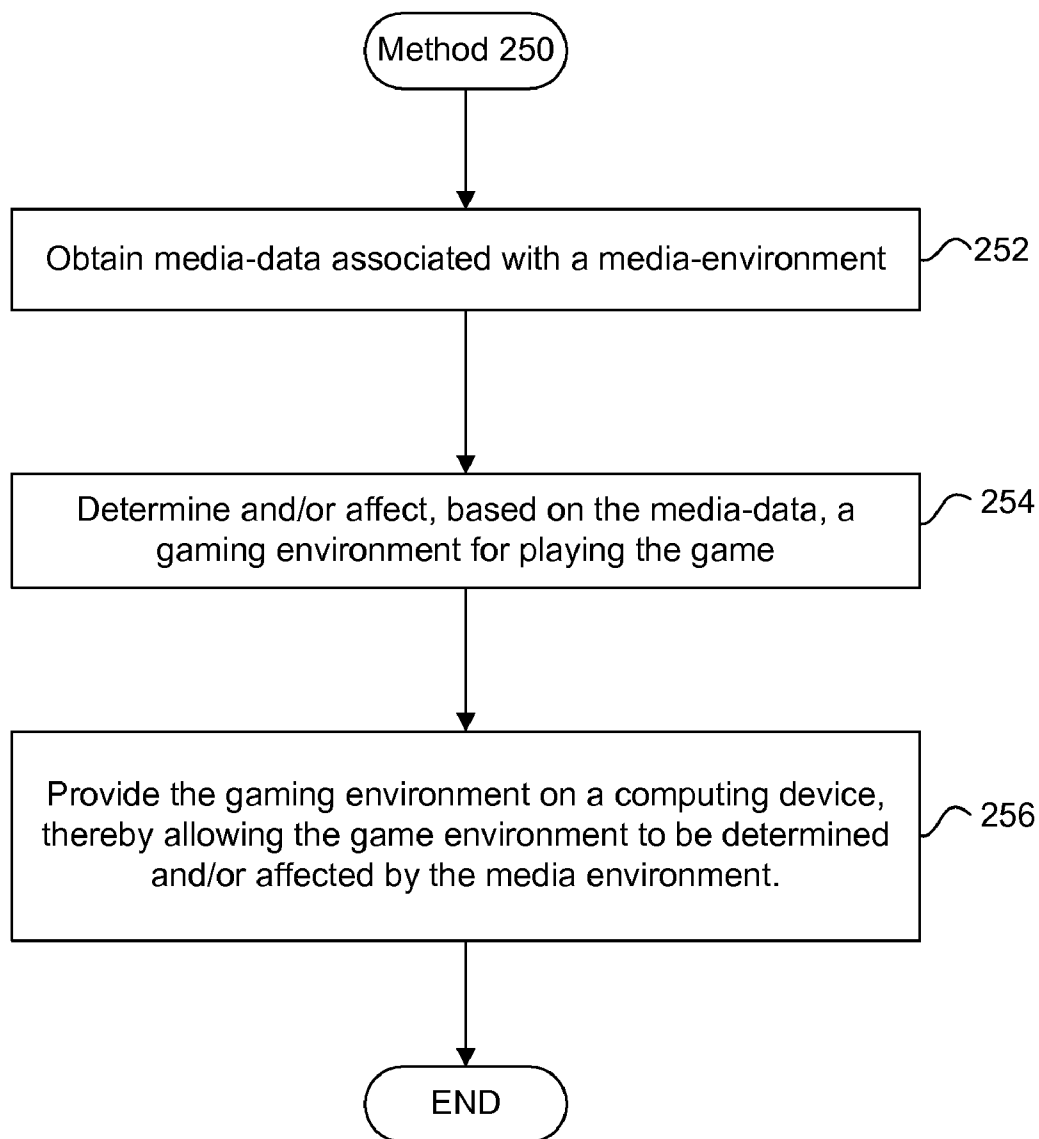 Method 250
Obtain media-data associated with a media-environment
252
Determine and/or affect, based on the media-data, a
gaming environment for playing the game
254
Provide the gaming environment on a computing device,
thereby allowing the game environment to be determined
and/or affected by the media environment.
256
END